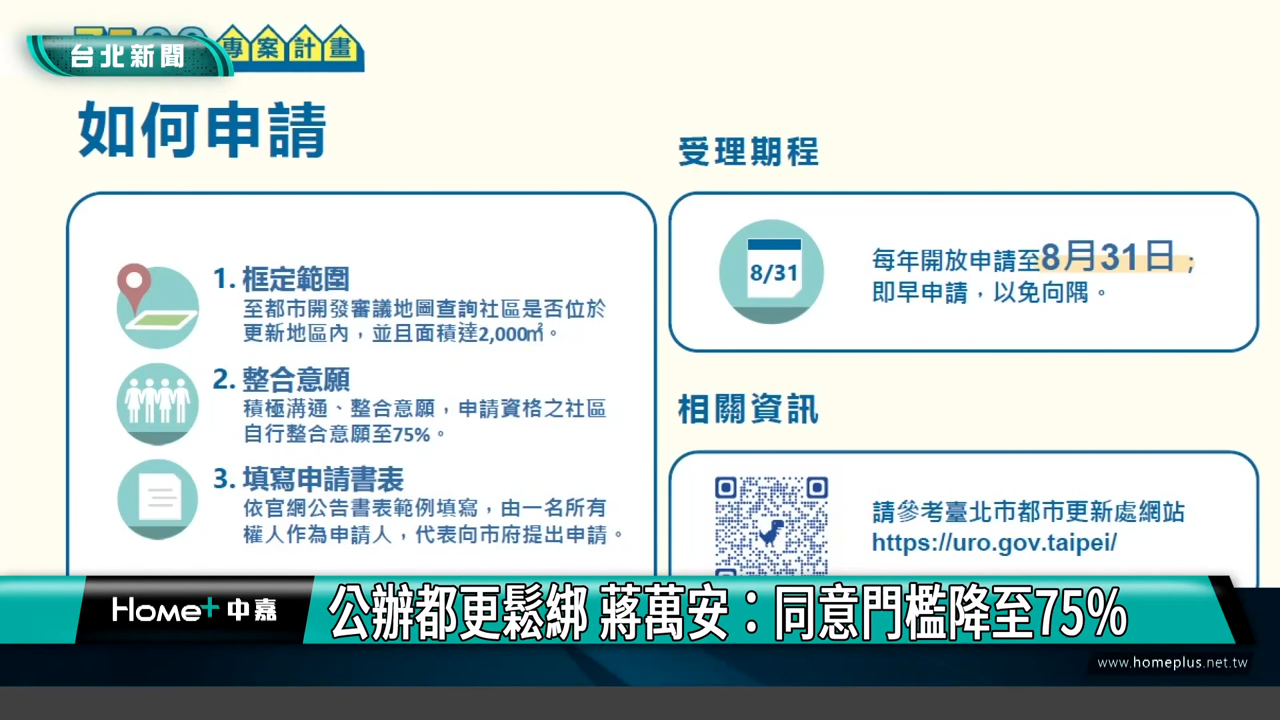 台北新聞
專案計畫
如何申請
1. 框定範圍
至都市開發審議地圖查詢社區是否位於
更新地區內，並且面積達2,000㎡。
2. 整合意願
積極溝通、整合意願，申請資格之社區
自行整合意願至75%。
3. 填寫申請書表
依官網公告書表範例填寫，由一名所有
權人作為申請人，代表向市府提出申請。
受理期程
8/31
每年開放申請至8月31日；
即早申請，以免向隅。
相關資訊
請參考臺北市都市更新處網站
https://uro.gov.taipei/
Home+中嘉
公辦都更鬆綁 蔣萬安：同意門檻降至75%
www.homeplus.net.tw